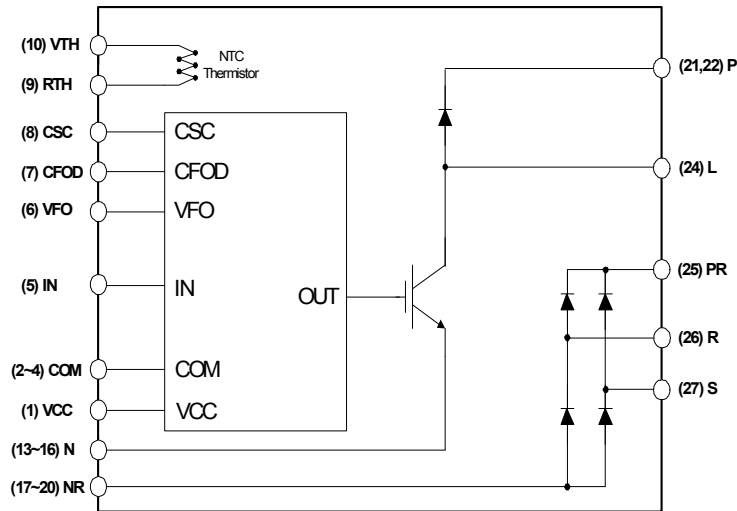 (10) VTH
NTC
Thermistor
(9) RTH
(21,22) P
(8) CSC
CSC
(7) CFOD
CFOD
(24) L
(6) VFO
VFO
(5) IN
IN
OUT
(25) PR
(26) R
(2~4) COM
COM
(27) S
(1) VCC
VCC
(13~16) N
(17~20) NR